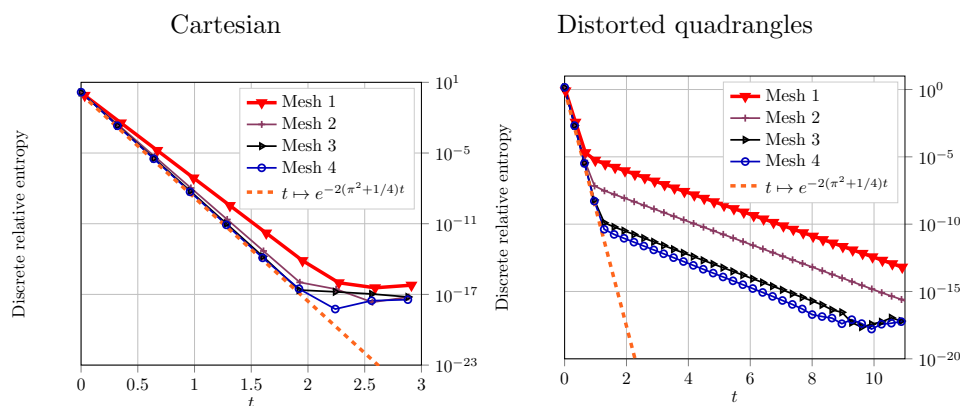 Cartesian
Discrete relative entropy
Mesh 1
Mesh 2
Mesh 3
Mesh 4
t ↦ e^{-2(π²+1/4)t}
10^1
10^{-5}
10^{-11}
10^{-17}
10^{-23}
0 0.5 1 1.5 2 2.5 3
t
Distorted quadrangles
Discrete relative entropy
Mesh 1
Mesh 2
Mesh 3
Mesh 4
t ↦ e^{-2(π²+1/4)t}
10^0
10^{-5}
10^{-10}
10^{-15}
10^{-20}
0 2 4 6 8 10
t